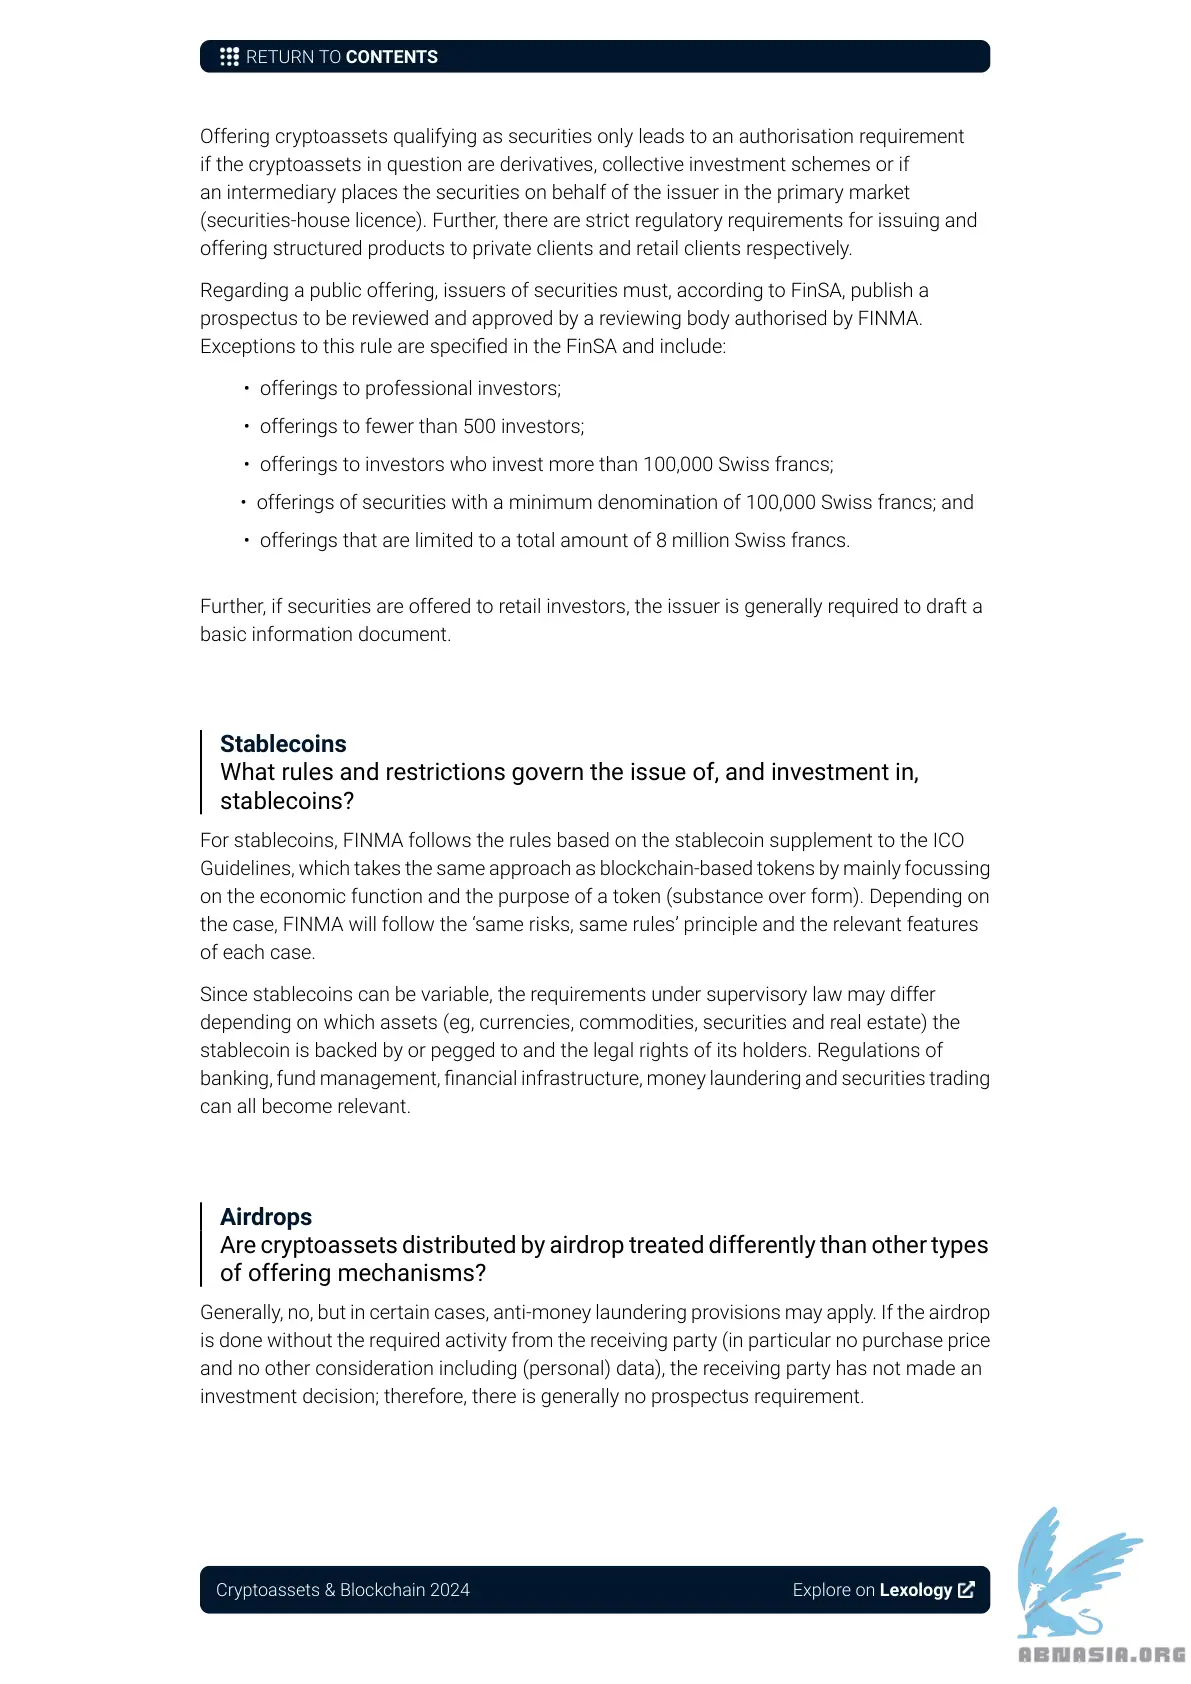 RETURN TO CONTENTS
Offering cryptoassets qualifying as securities only leads to an authorisation requirement
if the cryptoassets in question are derivatives, collective investment schemes or if
an intermediary places the securities on behalf of the issuer in the primary market
(securities-house licence). Further, there are strict regulatory requirements for issuing and
offering structured products to private clients and retail clients respectively.
Regarding a public offering, issuers of securities must, according to FinSA, publish a
prospectus to be reviewed and approved by a reviewing body authorised by FINMA.
Exceptions to this rule are specified in the FinSA and include:
• offerings to professional investors;
• offerings to fewer than 500 investors;
• offerings to investors who invest more than 100,000 Swiss francs;
• offerings of securities with a minimum denomination of 100,000 Swiss francs; and
• offerings that are limited to a total amount of 8 million Swiss francs.
Further, if securities are offered to retail investors, the issuer is generally required to draft a
basic information document.
Stablecoins
What rules and restrictions govern the issue of, and investment in,
stablecoins?
For stablecoins, FINMA follows the rules based on the stablecoin supplement to the ICO
Guidelines, which takes the same approach as blockchain-based tokens by mainly focussing
on the economic function and the purpose of a token (substance over form). Depending on
the case, FINMA will follow the ‘same risks, same rules’ principle and the relevant features
of each case.
Since stablecoins can be variable, the requirements under supervisory law may differ
depending on which assets (eg, currencies, commodities, securities and real estate) the
stablecoin is backed by or pegged to and the legal rights of its holders. Regulations of
banking, fund management, financial infrastructure, money laundering and securities trading
can all become relevant.
Airdrops
Are cryptoassets distributed by airdrop treated differently than other types
of offering mechanisms?
Generally, no, but in certain cases, anti-money laundering provisions may apply. If the airdrop
is done without the required activity from the receiving party (in particular no purchase price
and no other consideration including (personal) data), the receiving party has not made an
investment decision; therefore, there is generally no prospectus requirement.
Cryptoassets & Blockchain 2024
Explore on Lexology
ABNASIA.ORG